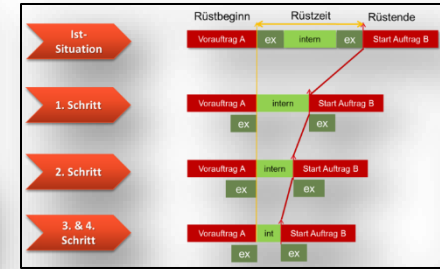 Rüstbeginn Rüstzeit Rüstende
Ist-
Situation
Vorauftrag A ex intern ex Start Auftrag B
1. Schritt
Vorauftrag A intern Start Auftrag B
ex ex
2. Schritt
Vorauftrag A intern Start Auftrag B
ex ex
3. & 4.
Schritt
Vorauftrag A int Start Auftrag B
ex ex